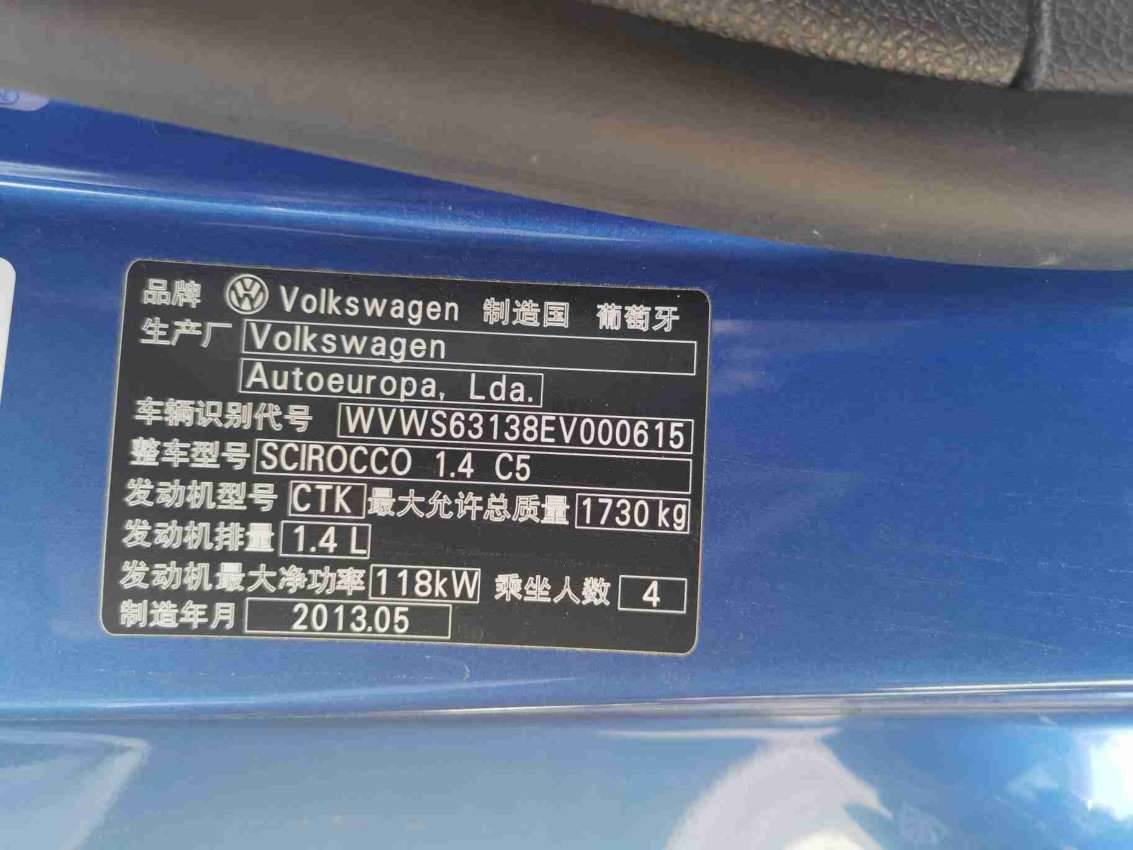 品牌 Volkswagen 制造国 葡萄牙
生产厂 Volkswagen
Autoeuropa, Lda.
车辆识别代号 WVWS63138EV000615
整车型号 SCIROCCO 1.4 C5
发动机型号 CTK 最大允许总质量 1730 kg
发动机排量 1.4 L
发动机最大净功率 118kW 乘坐人数 4
制造年月 2013.05